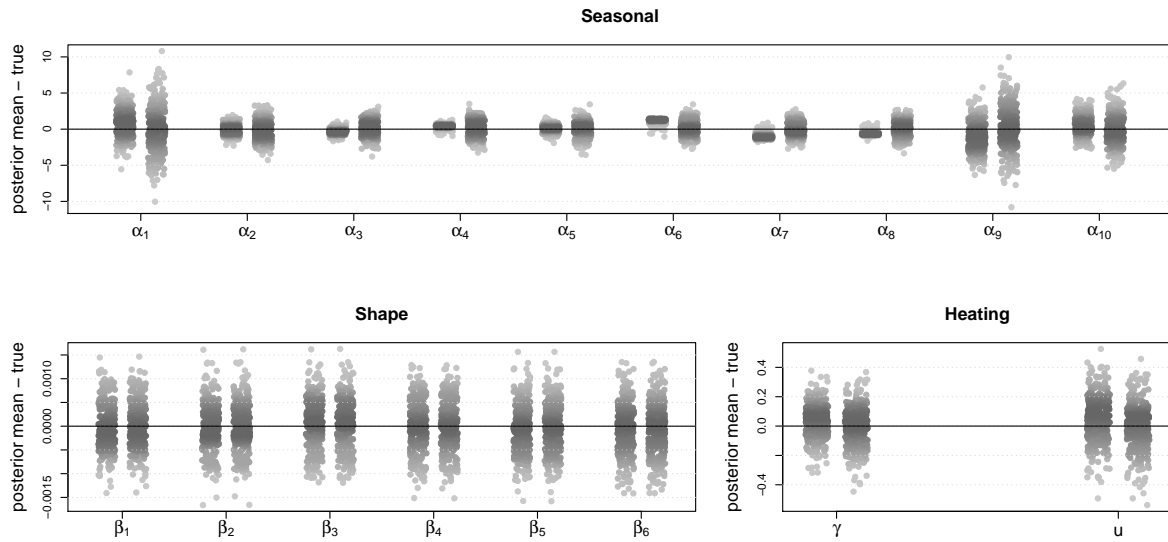 Seasonal
posterior mean − true
10
5
0
−5
−10
α1 α2 α3 α4 α5 α6 α7 α8 α9 α10
Shape
posterior mean − true
0.0010
0.0000
−0.0015
β1 β2 β3 β4 β5 β6
Heating
posterior mean − true
0.4
0.2
0.0
−0.4
γ u